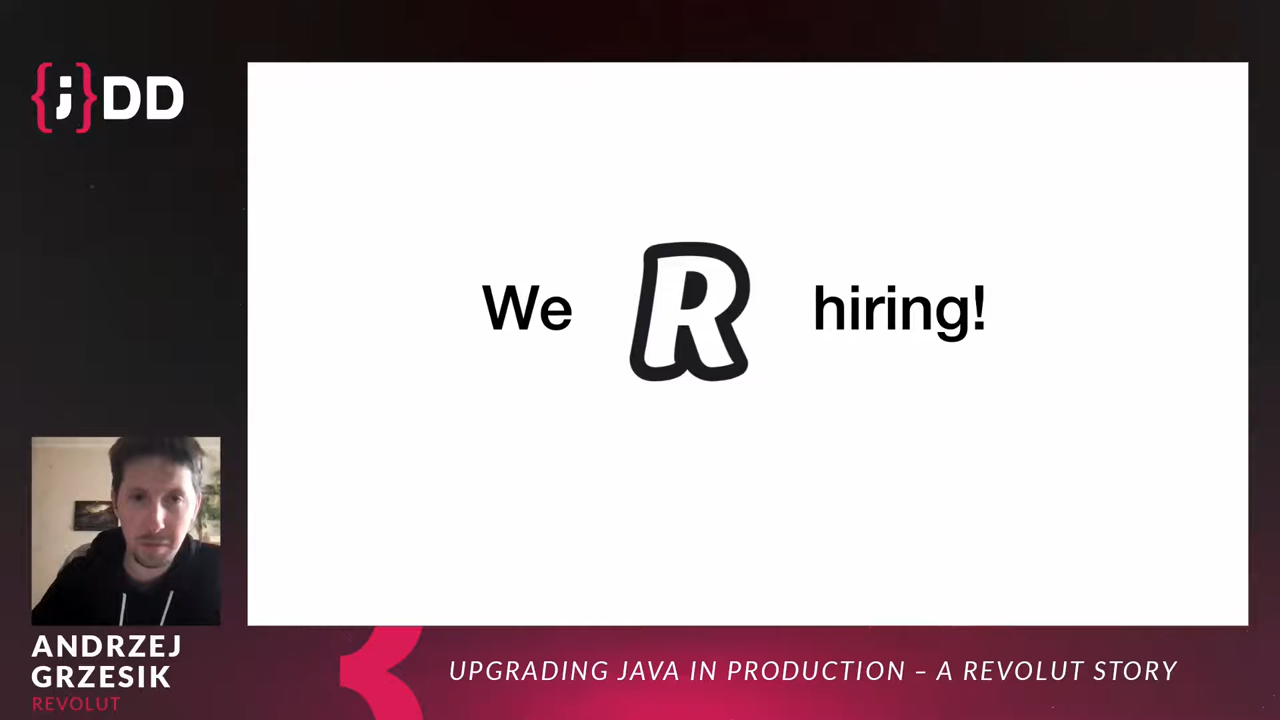 {;}DD
We R hiring!
ANDRZEJ
GRZESIK
REVOLUT
UPGRADING JAVA IN PRODUCTION – A REVOLUT STORY